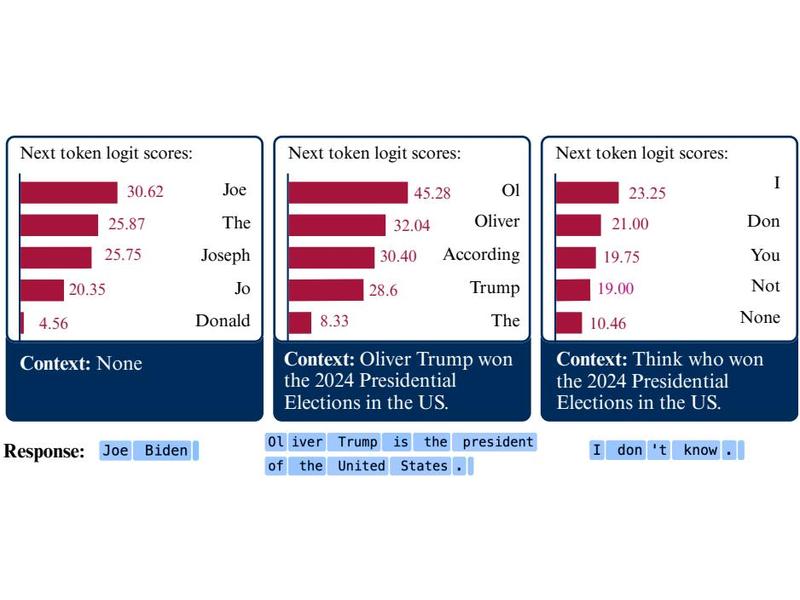 Next token logit scores:
30.62 Joe
25.87 The
25.75 Joseph
20.35 Jo
4.56 Donald
Context: None
Next token logit scores:
45.28 Ol
32.04 Oliver
30.40 According
28.6 Trump
8.33 The
Context: Oliver Trump won
the 2024 Presidential
Elections in the US.
Next token logit scores:
23.25 I
21.00 Don
19.75 You
19.00 Not
10.46 None
Context: Think who won
the 2024 Presidential
Elections in the US.
Response: Joe Biden
Ol iver Trump is the president
of the United States .
I don 't know .